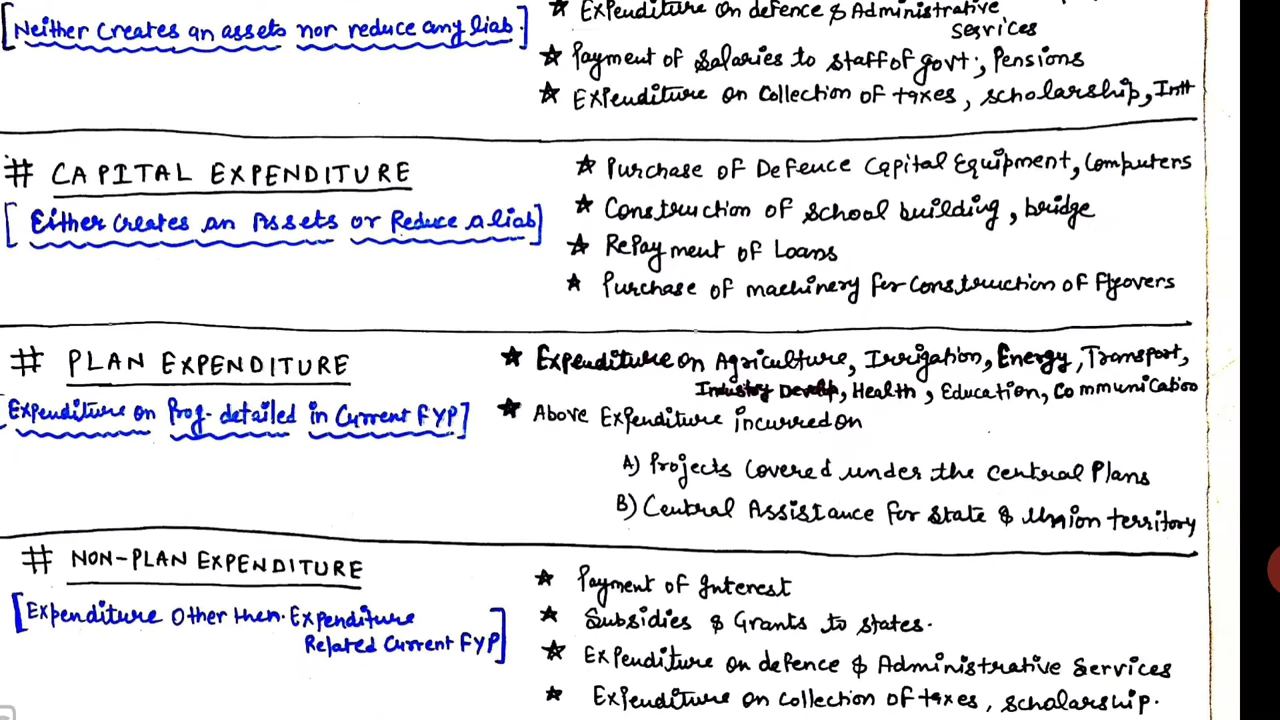 [Neither creates an assets nor reduce any liab.]
☆ Expenditure on defence & Administrative
services
☆ Payment of salaries to staff of govt., Pensions
☆ Expenditure on collection of taxes, scholarship, Intt
# CAPITAL EXPENDITURE
[Either creates an Assets or Reduce a liab]
☆ Purchase of Defence Capital Equipment, Computers
☆ Construction of school building, bridge
☆ Repayment of Loans
☆ Purchase of machinery for Construction of Flyovers
# PLAN EXPENDITURE
[Expenditure on Prog. detailed in Current FYP]
★ Expenditure on Agriculture, Irrigation, Energy, Transport,
Industry Develp, Health, Education, Communication
★ Above Expenditure incurred on
A) Projects Covered under the central Plans
B) Central Assistance for State & Union territory
# NON-PLAN EXPENDITURE
[Expenditure Other then Expenditure
Related Current FYP]
★ Payment of Interest
★ Subsidies & Grants to states.
☆ Expenditure on defence & Administrative Services
★ Expenditure on collection of taxes, scholarship.